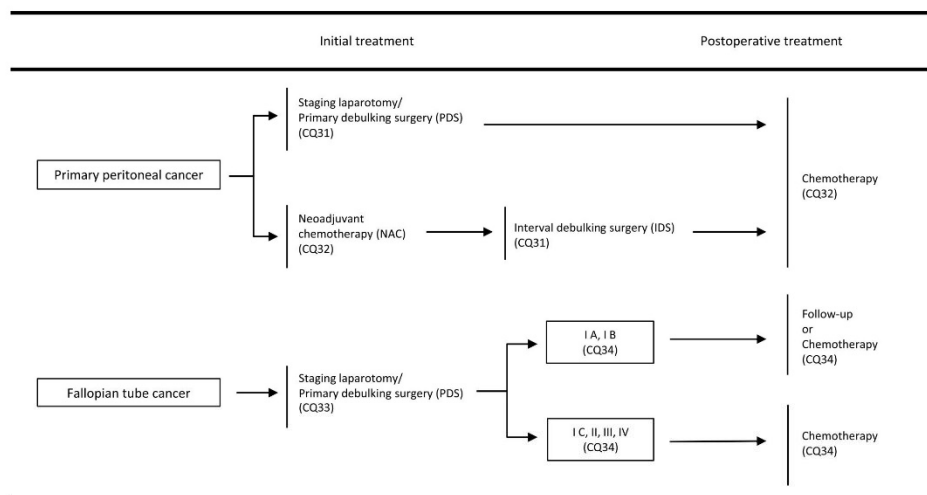 Initial treatment
Postoperative treatment
Staging laparotomy/
Primary debulking surgery (PDS)
(CQ31)
Primary peritoneal cancer
Chemotherapy
(CQ32)
Neoadjuvant
chemotherapy (NAC)
(CQ32)
Interval debulking surgery (IDS)
(CQ31)
I A, I B
(CQ34)
Follow-up
or
Chemotherapy
(CQ34)
Fallopian tube cancer
Staging laparotomy/
Primary debulking surgery (PDS)
(CQ33)
I C, II, III, IV
(CQ34)
Chemotherapy
(CQ34)